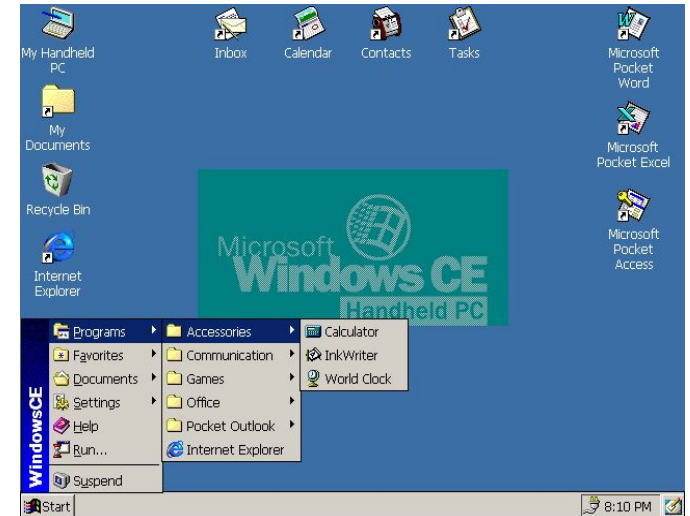 My Handheld
PC
Inbox
Calendar
Contacts
Tasks
Microsoft
Pocket
Word
My
Documents
Microsoft
Pocket Excel
Recycle Bin
Microsoft
Pocket
Access
Internet
Explorer
Microsoft
Windows CE
Handheld PC
WindowsCE
Programs
Favorites
Documents
Settings
Help
Run...
Suspend
Accessories
Communication
Games
Office
Pocket Outlook
Internet Explorer
Calculator
InkWriter
World Clock
Start
8:10 PM